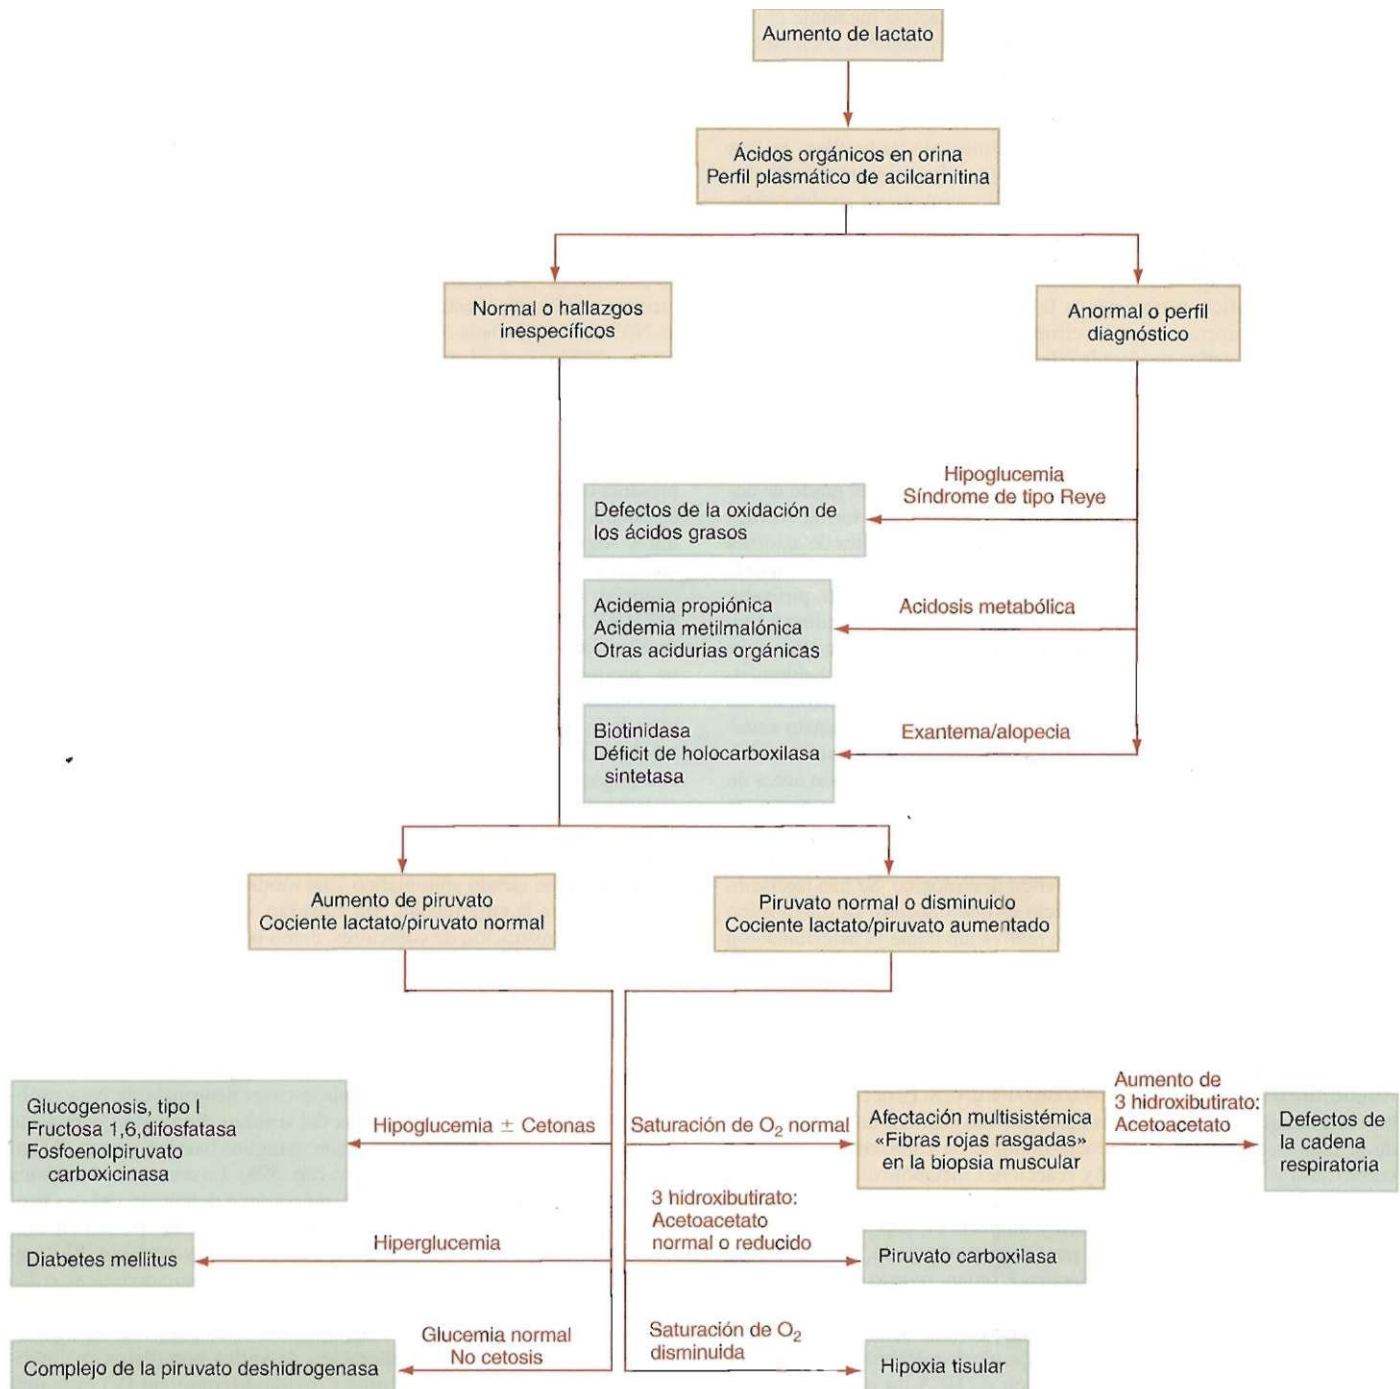 Aumento de lactato
Ácidos orgánicos en orina
Perfil plasmático de acilcarnitina
Normal o hallazgos
inespecíficos
Anormal o perfil
diagnóstico
Hipoglucemia
Síndrome de tipo Reye
Defectos de la oxidación de
los ácidos grasos
Acidosis metabólica
Acidemia propiónica
Acidemia metilmalónica
Otras acidurias orgánicas
Exantema/alopecia
Biotinidasa
Déficit de holocarboxilasa
sintetasa
Aumento de piruvato
Cociente lactato/piruvato normal
Piruvato normal o disminuido
Cociente lactato/piruvato aumentado
Glucogenosis, tipo I
Fructosa 1,6,difosfatasa
Fosfoenolpiruvato
carboxicinasa
Hipoglucemia ± Cetonas
Saturación de O2 normal
Afectación multisistémica
«Fibras rojas rasgadas»
en la biopsia muscular
Aumento de
3 hidroxibutirato:
Acetoacetato
Defectos de
la cadena
respiratoria
Diabetes mellitus
Hiperglucemia
3 hidroxibutirato:
Acetoacetato
normal o reducido
Piruvato carboxilasa
Complejo de la piruvato deshidrogenasa
Glucemia normal
No cetosis
Saturación de O2
disminuida
Hipoxia tisular